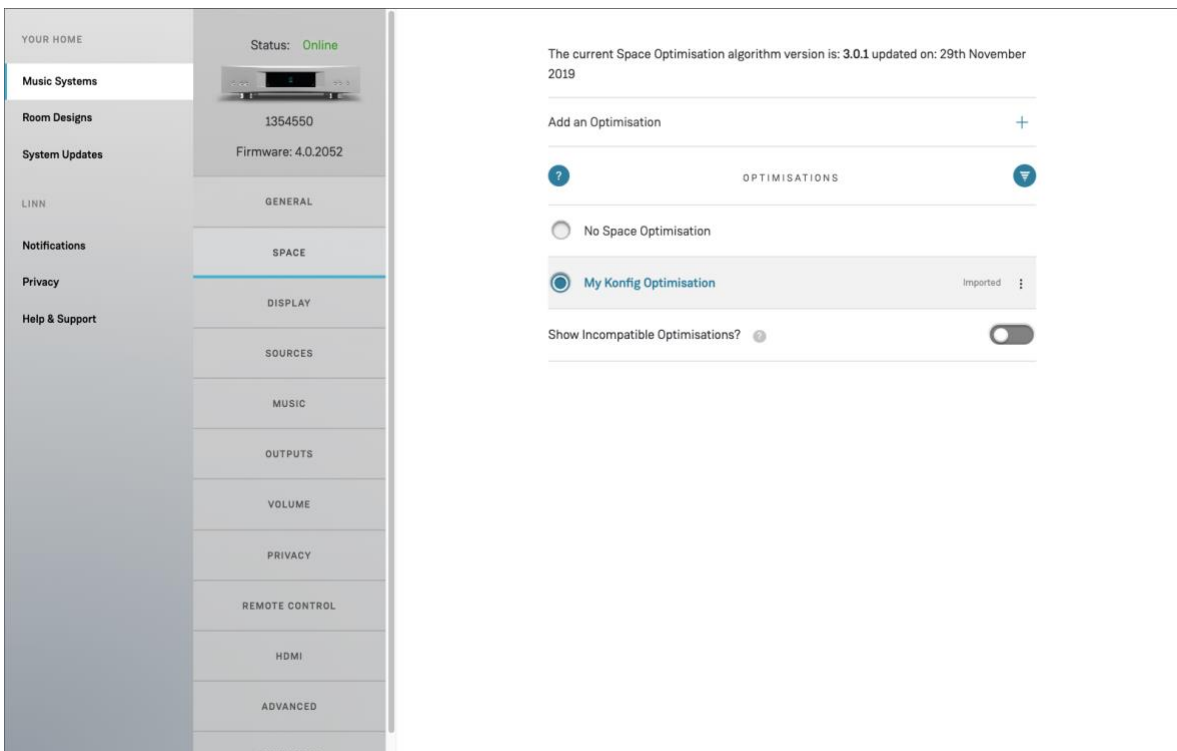 YOUR HOME
Music Systems
Room Designs
System Updates
LINN
Notifications
Privacy
Help & Support
Status: Online
1354550
Firmware: 4.0.2052
GENERAL
SPACE
DISPLAY
SOURCES
MUSIC
OUTPUTS
VOLUME
PRIVACY
REMOTE CONTROL
HDMI
ADVANCED
The current Space Optimisation algorithm version is: 3.0.1 updated on: 29th November
2019
Add an Optimisation +
? OPTIMISATIONS
No Space Optimisation
My Konfig Optimisation Imported
Show Incompatible Optimisations? ?